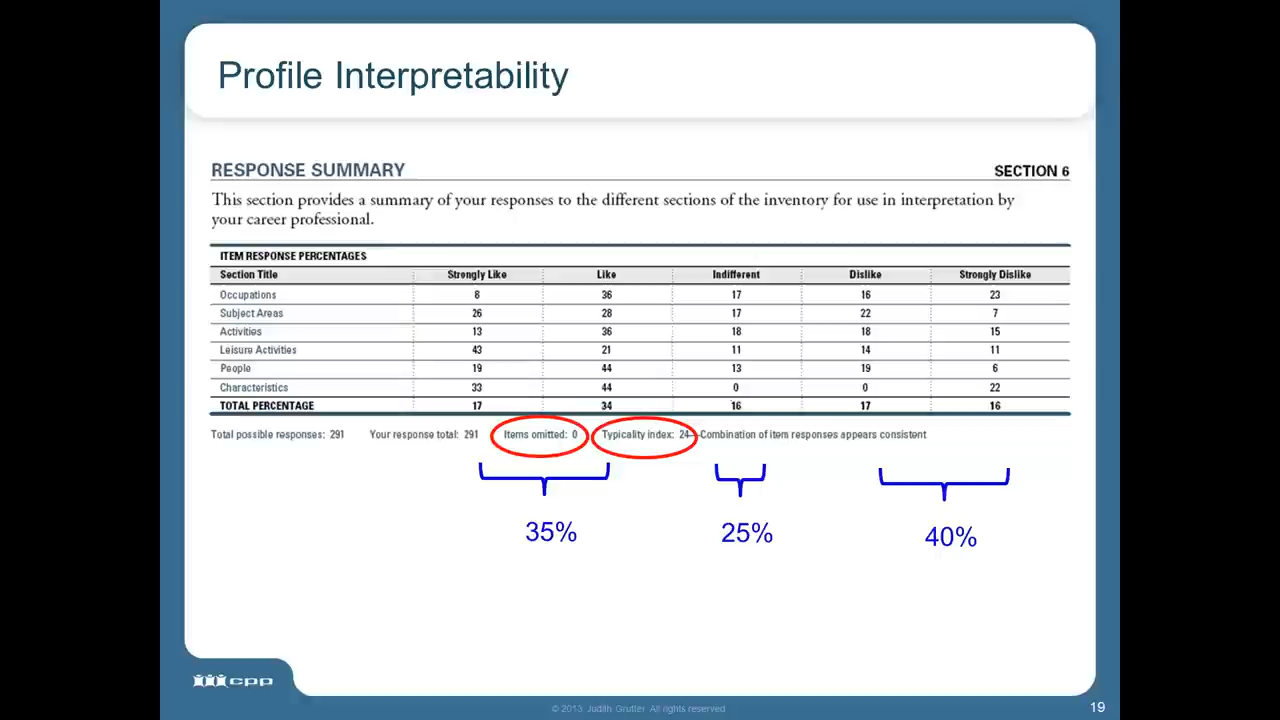 Profile Interpretability
RESPONSE SUMMARY SECTION 6
This section provides a summary of your responses to the different sections of the inventory for use in interpretation by
your career professional.
ITEM RESPONSE PERCENTAGES
Section Title Strongly Like Like Indifferent Dislike Strongly Dislike
Occupations 8 36 17 16 23
Subject Areas 26 28 17 22 7
Activities 13 36 18 18 15
Leisure Activities 43 21 11 14 11
People 19 44 13 19 6
Characteristics 33 44 0 0 22
TOTAL PERCENTAGE 17 34 16 17 16
Total possible responses: 291 Your response total: 291 Items omitted: 0 Typicality index: 24—Combination of item responses appears consistent
35% 25% 40%
cpp
© 2013 Judith Grutter All rights reserved
19